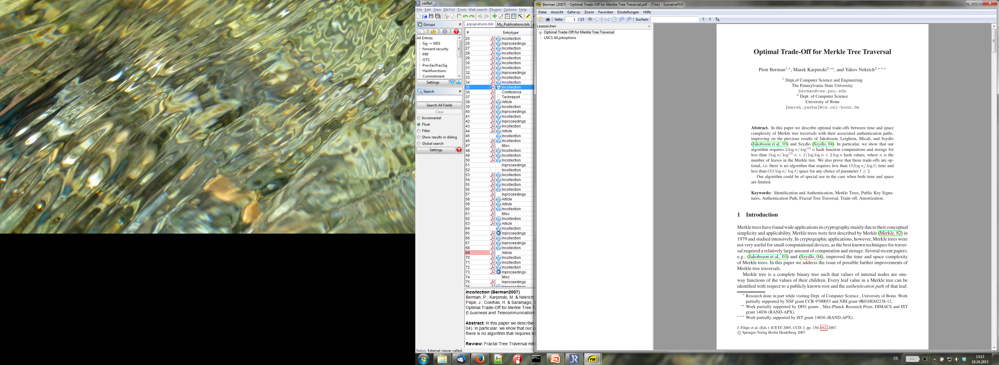 JabRef
File Edit View BibTeX Tools Web search Plugins Options Help
Groups
All Entries
Sig -> MSS
forward security
PRF
OTS
ProvSecPracSig
Hashfunctions
Commitment
Settings
Search
Search All Fields
Clear
Incremental
Float
Filter
Show results in dialog
Global search
Settings
pqsignatures.bib My_Publications.bib
# Entrytype
25 Incollection
26 Inproceedings
27 Incollection
28 Incollection
29 Incollection
30 Incollection
31 Incollection
32 Inproceedings
33 Incollection
34 Incollection
35 Incollection
36 Conference
37 Techreport
38 Article
39 Incollection
40 Inproceedings
41 Incollection
42 Inproceedings
43 Incollection
44 Article
45 Incollection
46 Incollection
47 Misc
48 Incollection
49 Incollection
50 Incollection
51 Inproceedings
52 Incollection
53 Incollection
54 Incollection
55 Incollection
56 Incollection
57 Inproceedings
58 Article
59 Article
60 Incollection
61 Misc
62 Incollection
63 Article
64 Incollection
65 Inproceedings
66 Incollection
67 Inproceedings
68 Incollection
69 Article
70 Incollection
71 Incollection
72 Incollection
73 Inproceedings
74 Misc
75 Inproceedings
76 Inproceedings
Incollection (Berman2007)
Berman, P.; Karpinski, M. & Nekrich
Filipe, J.; Coelhas, H. & Saramago,
Optimal Trade-Off for Merkle Tree T
E-business and Telecommunication
Abstract: In this paper we describe
04). In particular, we show that our a
there is no algorithm that requires le
Review: Fractal Tree Traversal mit
Status: External viewer called.
Berman (2007) - Optimal Trade-Off for Merkle Tree Traversal.pdf - [Title] - SumatraPDF
Datei Ansicht Gehe zu Zoom Favoriten Einstellungen Hilfe
Seite: 1 / 13 Suchen:
Lesezeichen
Optimal Trade-Off for Merkle Tree Traversal
LNCS All.joboptions
Optimal Trade-Off for Merkle Tree Traversal
Piotr Berman¹,⋆, Marek Karpinski²,⋆⋆, and Yakov Nekrich²,⋆⋆⋆
¹ Dept.of Computer Science and Engineering
The Pennsylvania State University
berman@cse.psu.edu
² Dept. of Computer Science
University of Bonn
{marek,yasha}@cs.uni-bonn.de
Abstract. In this paper we describe optimal trade-offs between time and space
complexity of Merkle tree traversals with their associated authentication paths,
improving on the previous results of Jakobsson, Leighton, Micali, and Szydlo
(Jakobsson et al., 03) and Szydlo (Szydlo, 04). In particular, we show that our
algorithm requires 2 log n/ log⁽³⁾ n hash function computations and storage for
less than (log n/ log⁽³⁾ n + 1) log log n + 2 log n hash values, where n is the
number of leaves in the Merkle tree. We also prove that these trade-offs are op-
timal, i.e. there is no algorithm that requires less than O(log n/ log t) time and
less than O(t log n/ log t) space for any choice of parameter t ≥ 2.
Our algorithm could be of special use in the case when both time and space
are limited.
Keywords: Identification and Authentication, Merkle Trees, Public Key Signa-
tures, Authentication Path, Fractal Tree Traversal, Trade-off, Amortization.
1 Introduction
Merkle trees have found wide applications in cryptography mainly due to their conceptual
simplicity and applicability. Merkle trees were first described by Merkle (Merkle, 82) in
1979 and studied intensively. In cryptographic applications, however, Merkle trees were
not very useful for small computational devices, as the best known techniques for traver-
sal required a relatively large amount of computation and storage. Several recent papers,
e.g., (Jakobsson et al., 03) and (Szydlo, 04), improved the time and space complexity
of Merkle trees. In this paper we address the issue of possible further improvements of
Merkle tree traversals.
Merkle tree is a complete binary tree such that values of internal nodes are one-
way functions of the values of their children. Every leaf value in a Merkle tree can be
identified with respect to a publicly known root and the authentication path of that leaf.
⋆ Research done in part while visiting Dept. of Computer Science , University of Bonn. Work
partially supported by NSF grant CCR-9700053 and NIH grant 9R01HG02238-12.
⋆⋆ Work partially supported by DFG grants , Max-Planck Research Prize, DIMACS and IST
grant 14036 (RAND-APX).
⋆⋆⋆ Work partially supported by IST grant 14036 (RAND-APX).
J. Filipe et al. (Eds.): ICETE 2005, CCIS 3, pp. 150–162, 2007.
© Springer-Verlag Berlin Heidelberg 2007
DE
13:17
10.10.2013